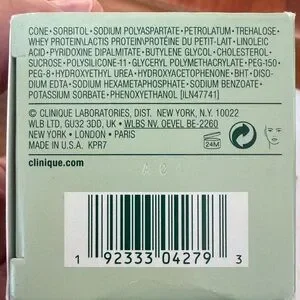 CONE • SORBITOL • SODIUM POLYASPARTATE • PETROLATUM • TREHALOSE •
WHEY PROTEIN\LACTIS PROTEIN\PROTÉINE DU PETIT-LAIT • LINOLEIC
ACID • PYRIDOXINE DIPALMITATE • BUTYLENE GLYCOL • CHOLESTEROL •
SUCROSE • POLYSILICONE-11 • GLYCERYL POLYMETHACRYLATE • PEG-150 •
PEG-8 • HYDROXYETHYL UREA • HYDROXYACETOPHENONE • BHT • DISO-
DIUM EDTA • SODIUM HEXAMETAPHOSPHATE • SODIUM BENZOATE •
POTASSIUM SORBATE • PHENOXYETHANOL [ILN47741]
© CLINIQUE LABORATORIES, DIST. NEW YORK, N.Y. 10022
WLB LTD, GU32 3DD, UK • WLBS NV, OEVEL BE-2260
NEW YORK • LONDON • PARIS
MADE IN U.S.A. KPR7
24M
clinique.com
1 92333 04279 3